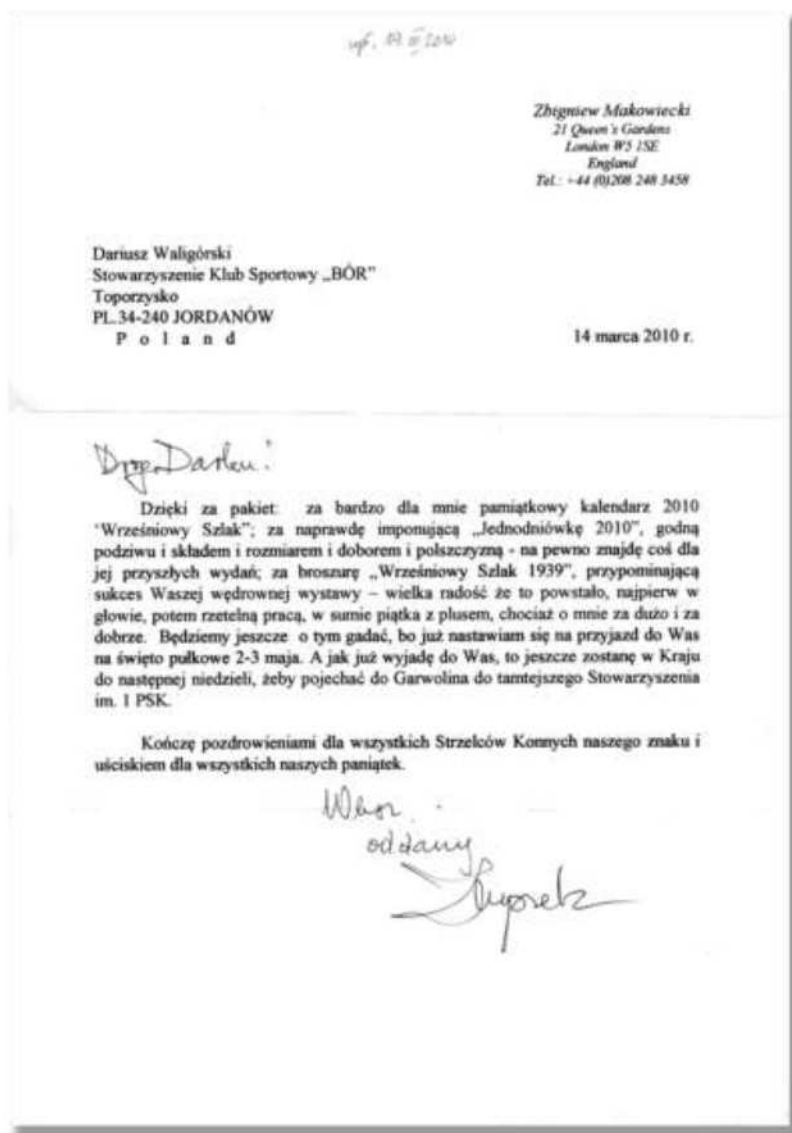 wpł. 19 III 2010
Zbigniew Makowiecki
21 Queen's Gardens
London W5 1SE
England
Tel.: +44 (0)208 248 3458
Dariusz Waligórski
Stowarzyszenie Klub Sportowy „BÓR”
Toporzysko
PL.34-240 JORDANÓW
P o l a n d
14 marca 2010 r.
Darku!
Dzięki za pakiet: za bardzo dla mnie pamiątkowy kalendarz 2010
"Wrześniowy Szlak"; za naprawdę imponującą „Jednodniówkę 2010”, godną
podziwu i składem i rozmiarem i doborem i polszczyzną - na pewno znajdę coś dla
jej przyszłych wydań; za broszurę „Wrześniowy Szlak 1939”, przypominającą
sukces Waszej wędrownej wystawy – wielka radość że to powstało, najpierw w
głowie, potem rzetelną pracą, w sumie piątka z plusem, chociaż o mnie za dużo i za
dobrze. Będziemy jeszcze o tym gadać, bo już nastawiam się na przyjazd do Was
na święto pułkowe 2-3 maja. A jak już wyjadę do Was, to jeszcze zostanę w Kraju
do następnej niedzieli, żeby pojechać do Garwolina do tamtejszego Stowarzyszenia
im. 1 PSK.
Kończę pozdrowieniami dla wszystkich Strzelców Konnych naszego znaku i
uściskiem dla wszystkich naszych paniątek.
oddany